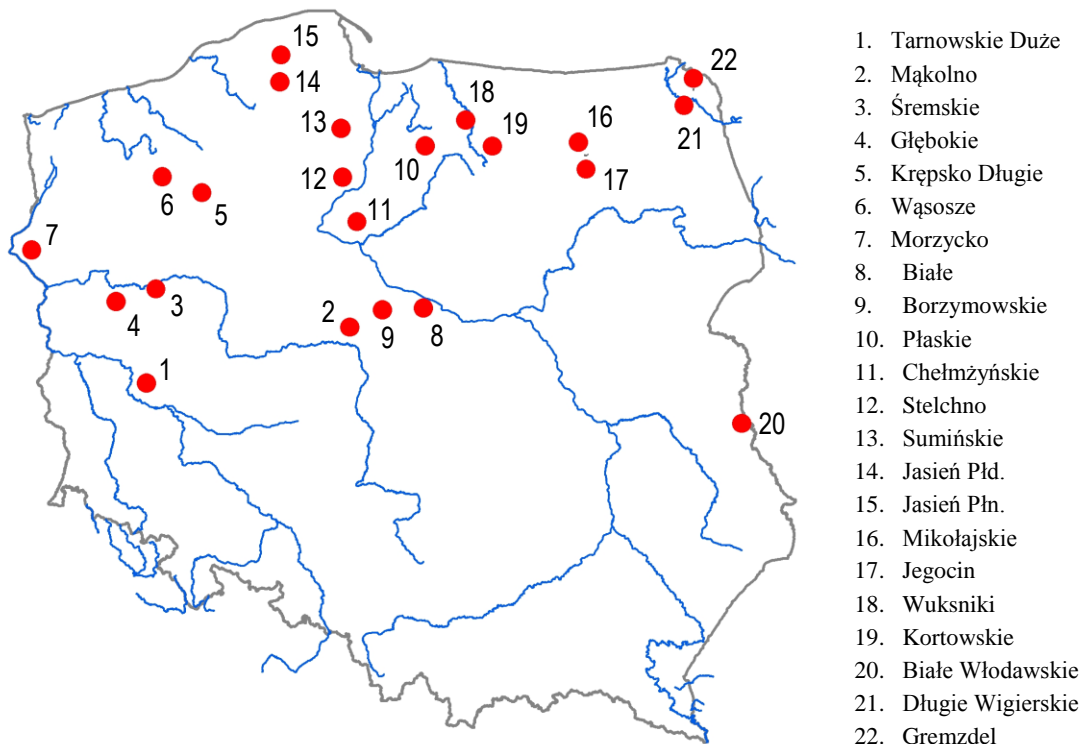 15
22
14
18
13
16
19
10
21
12
17
6
5
11
7
3
4
2
9
8
1
20
1. Tarnowskie Duże
2. Mąkolno
3. Śremskie
4. Głębokie
5. Krępsko Długie
6. Wąsosze
7. Morzycko
8. Białe
9. Borzymowskie
10. Płaskie
11. Chełmżyńskie
12. Stelchno
13. Sumińskie
14. Jasień Płd.
15. Jasień Płn.
16. Mikołajskie
17. Jegocin
18. Wuksniki
19. Kortowskie
20. Białe Włodawskie
21. Długie Wigierskie
22. Gremzdel